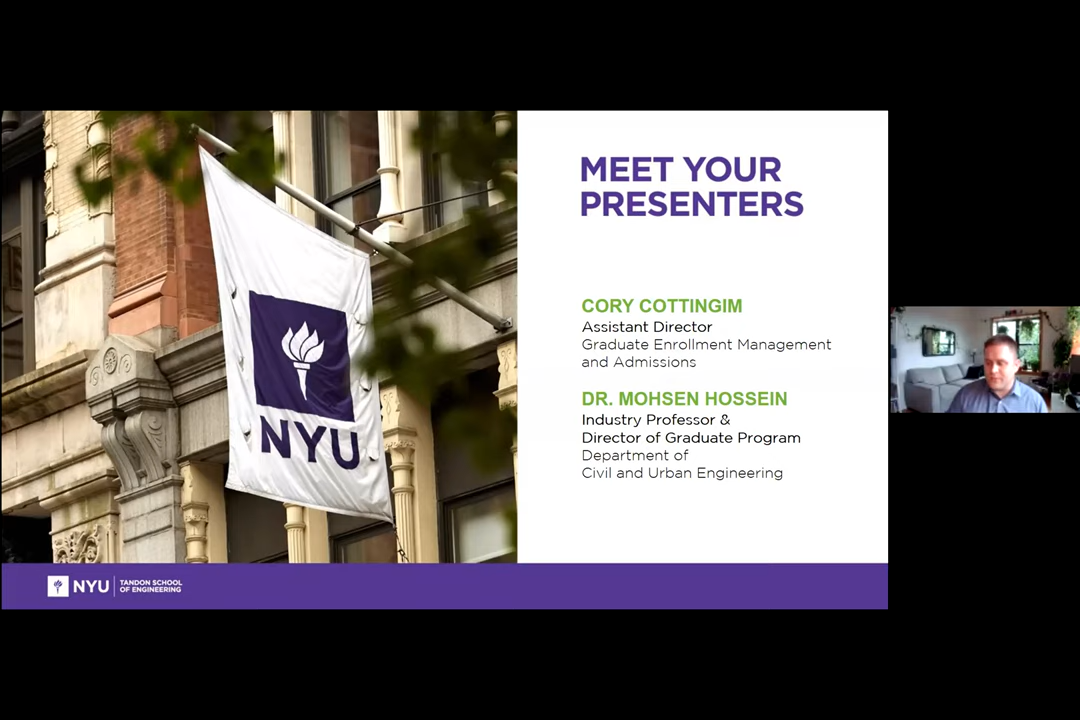 MEET YOUR
PRESENTERS
CORY COTTINGIM
Assistant Director
Graduate Enrollment Management
and Admissions
DR. MOHSEN HOSSEIN
Industry Professor &
Director of Graduate Program
Department of
Civil and Urban Engineering
NYU
NYU
TANDON SCHOOL
OF ENGINEERING